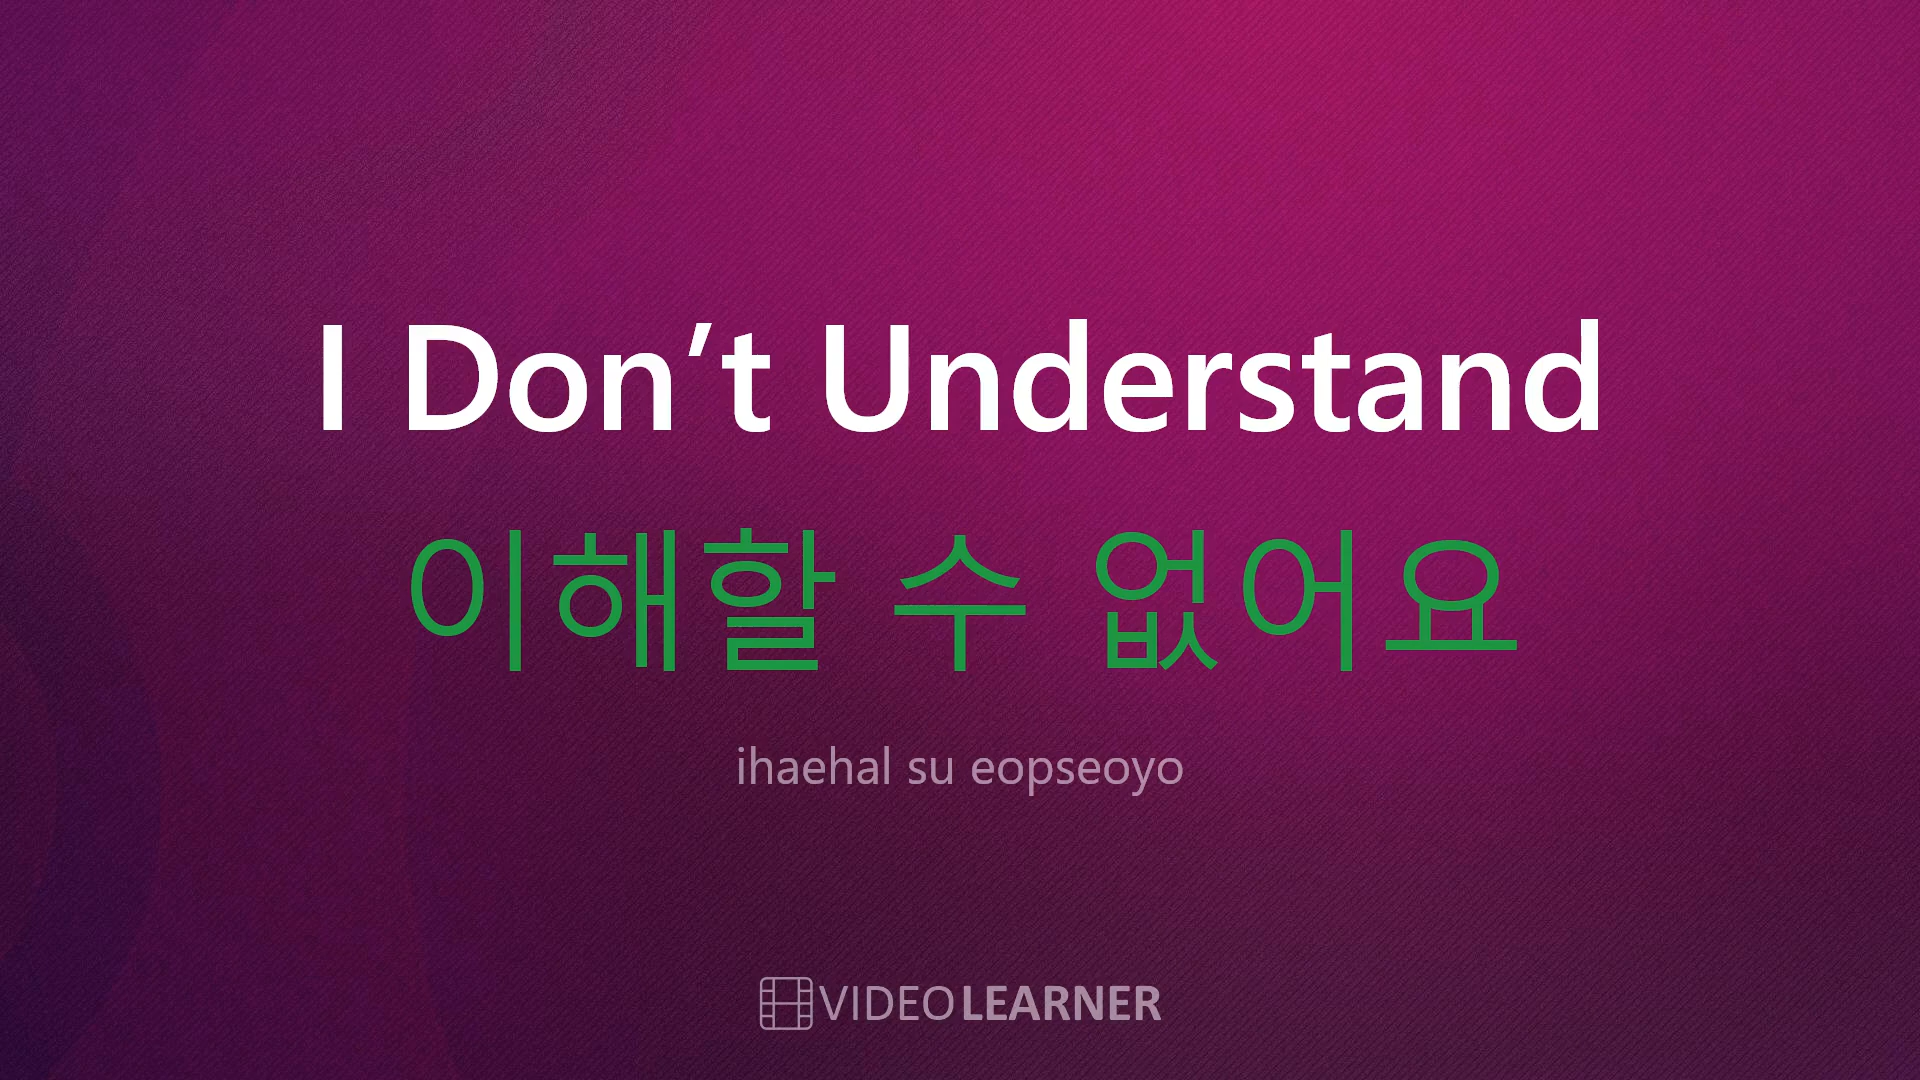 I Don’t Understand
이해할 수 없어요
ihaehal su eopseoyo
VIDEOLEARNER